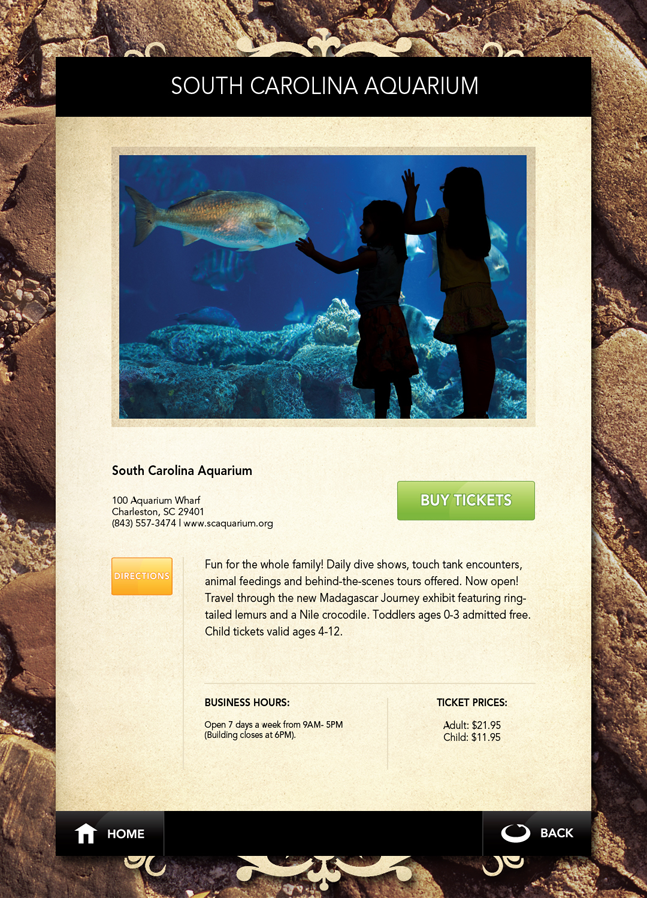 SOUTH CAROLINA AQUARIUM
South Carolina Aquarium
100 Aquarium Wharf
Charleston, SC 29401
(843) 557-3474 | www.scaquarium.org
BUY TICKETS
DIRECTIONS
Fun for the whole family! Daily dive shows, touch tank encounters,
animal feedings and behind-the-scenes tours offered. Now open!
Travel through the new Madagascar Journey exhibit featuring ring-
tailed lemurs and a Nile crocodile. Toddlers ages 0-3 admitted free.
Child tickets valid ages 4-12.
BUSINESS HOURS:
Open 7 days a week from 9AM- 5PM
(Building closes at 6PM).
TICKET PRICES:
Adult: $21.95
Child: $11.95
HOME
BACK